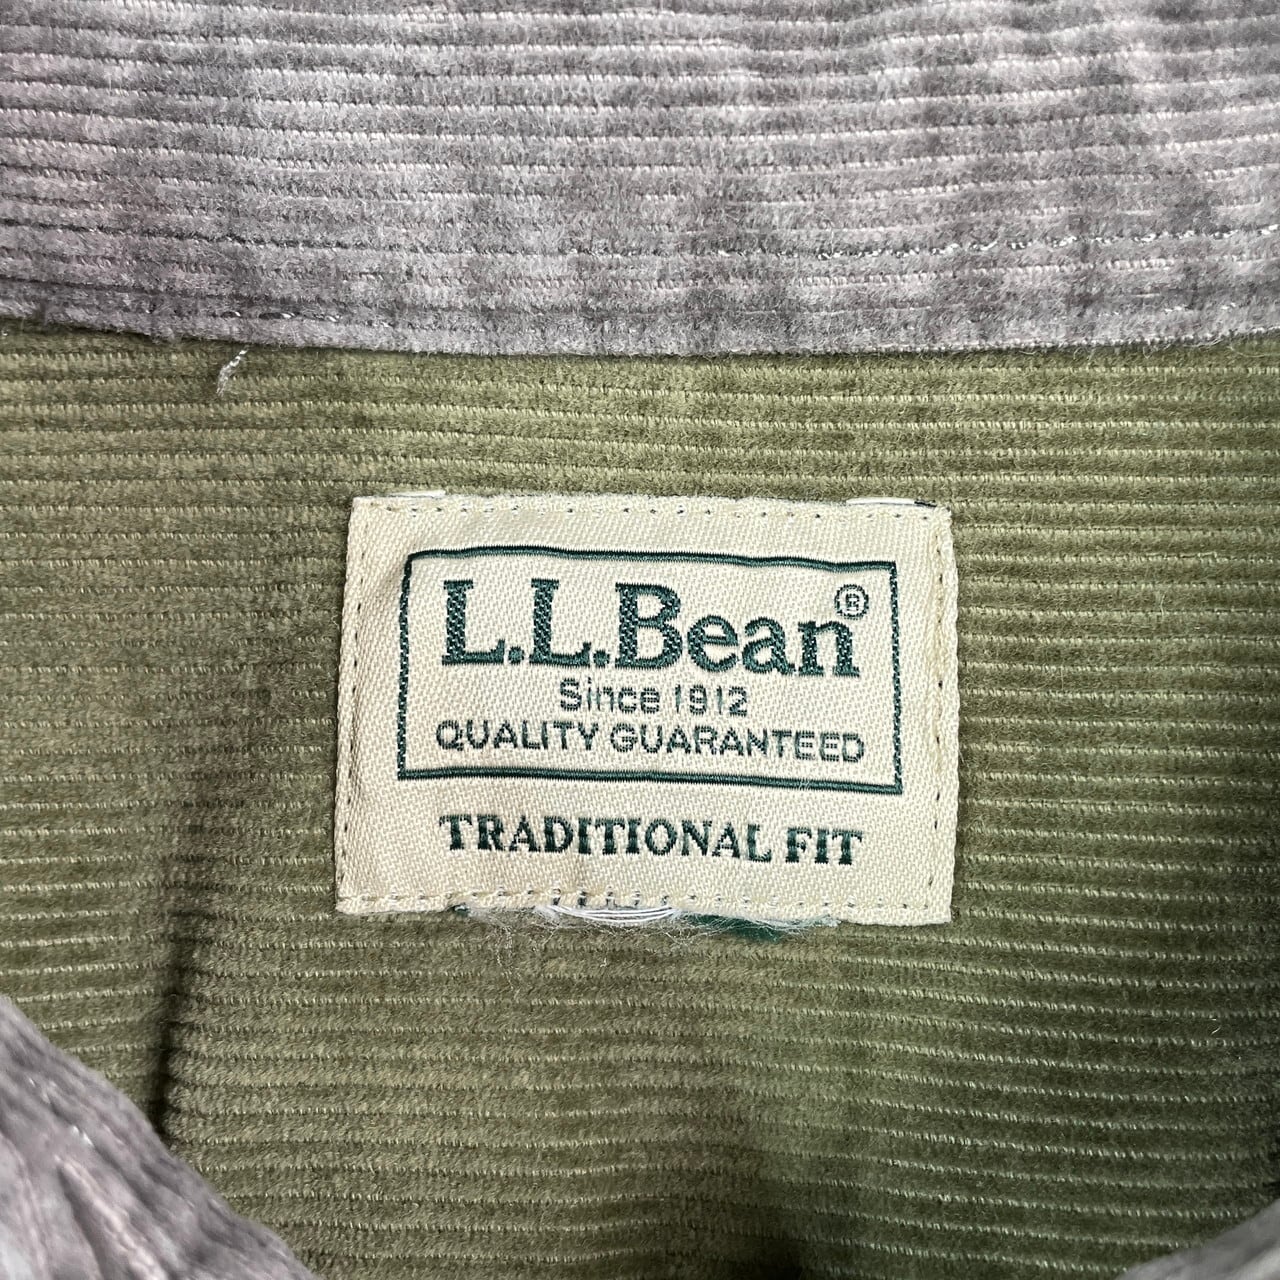 L.L.Bean®
Since 1912
QUALITY GUARANTEED
TRADITIONAL FIT